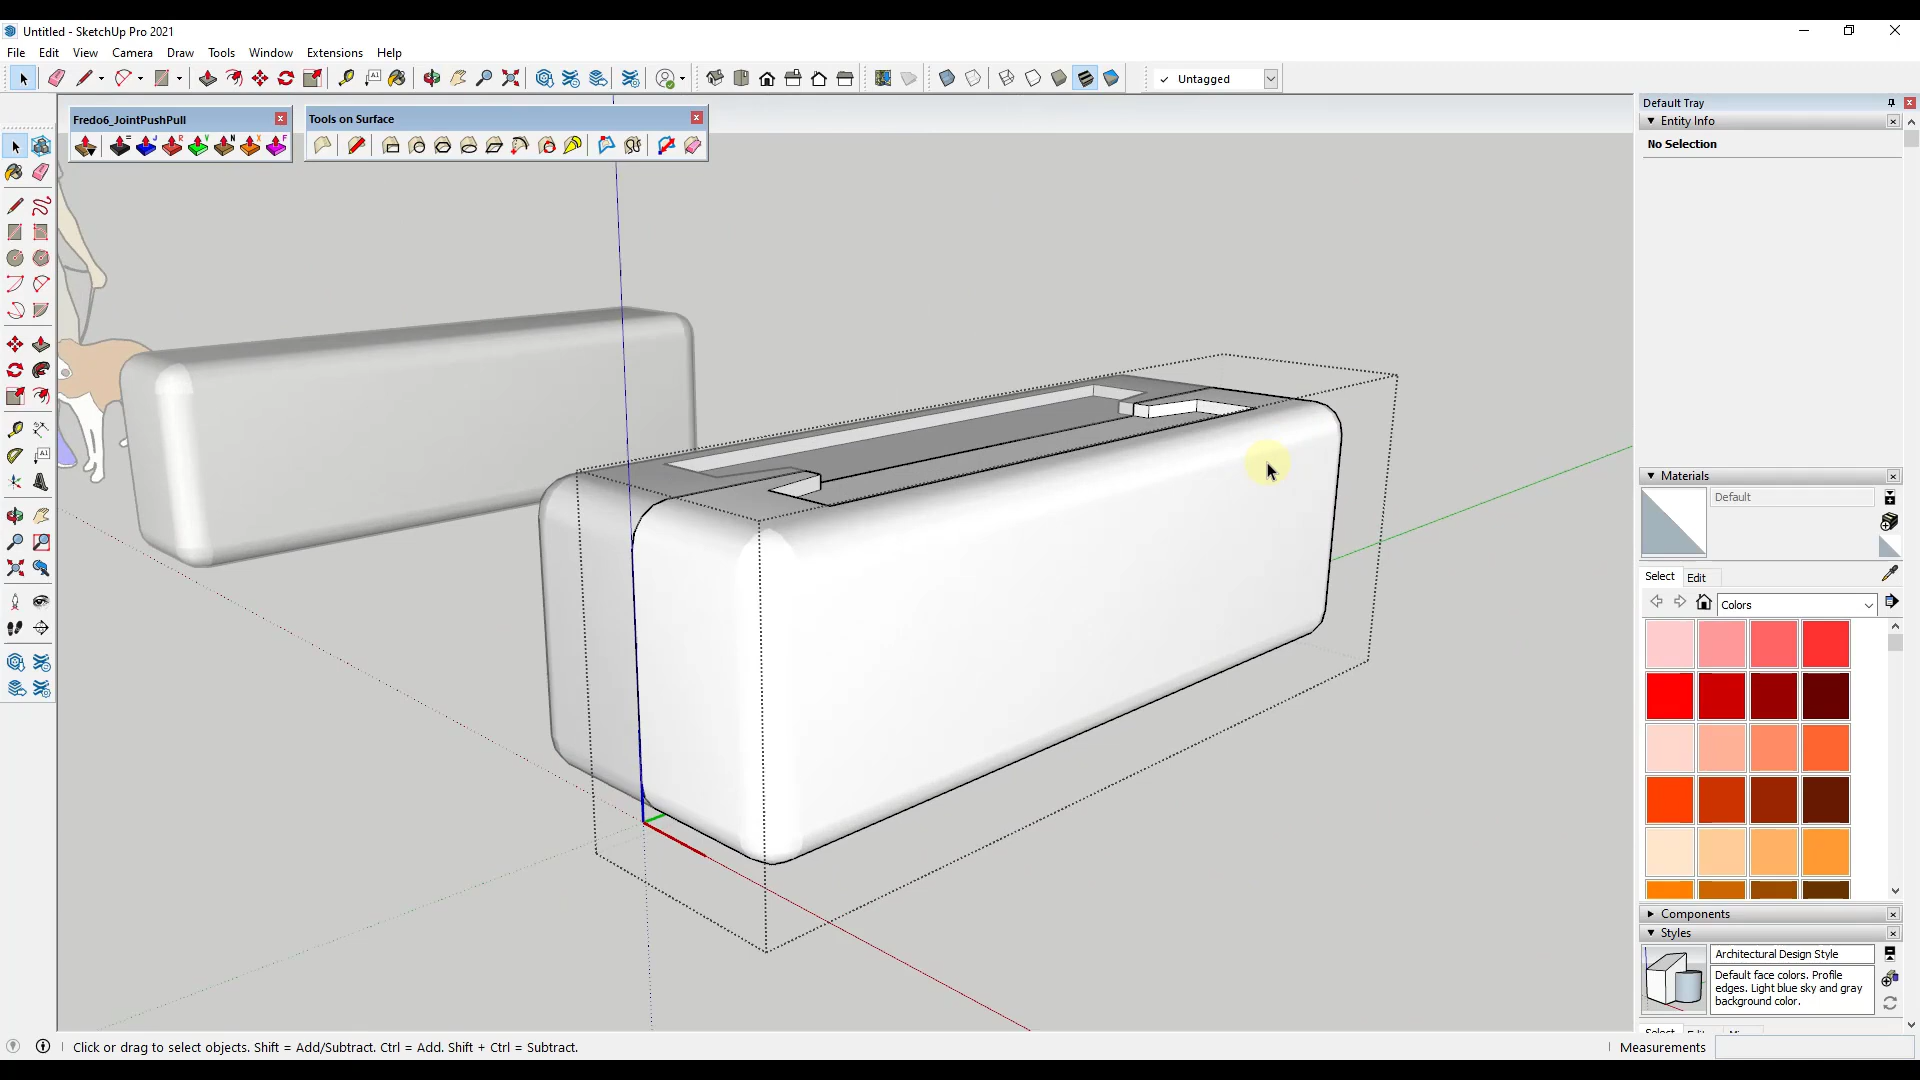 Untitled - SketchUp Pro 2021
File Edit View Camera Draw Tools Window Extensions Help
A1
Untagged
Fredo6_JointPushPull
Tools on Surface
Default Tray
Entity Info
No Selection
= J R V N X F
A1
Materials
Default
Select Edit
Colors
Components
Styles
Architectural Design Style
Default face colors. Profile
edges. Light blue sky and gray
background color.
Click or drag to select objects. Shift = Add/Subtract. Ctrl = Add. Shift + Ctrl = Subtract.
Measurements